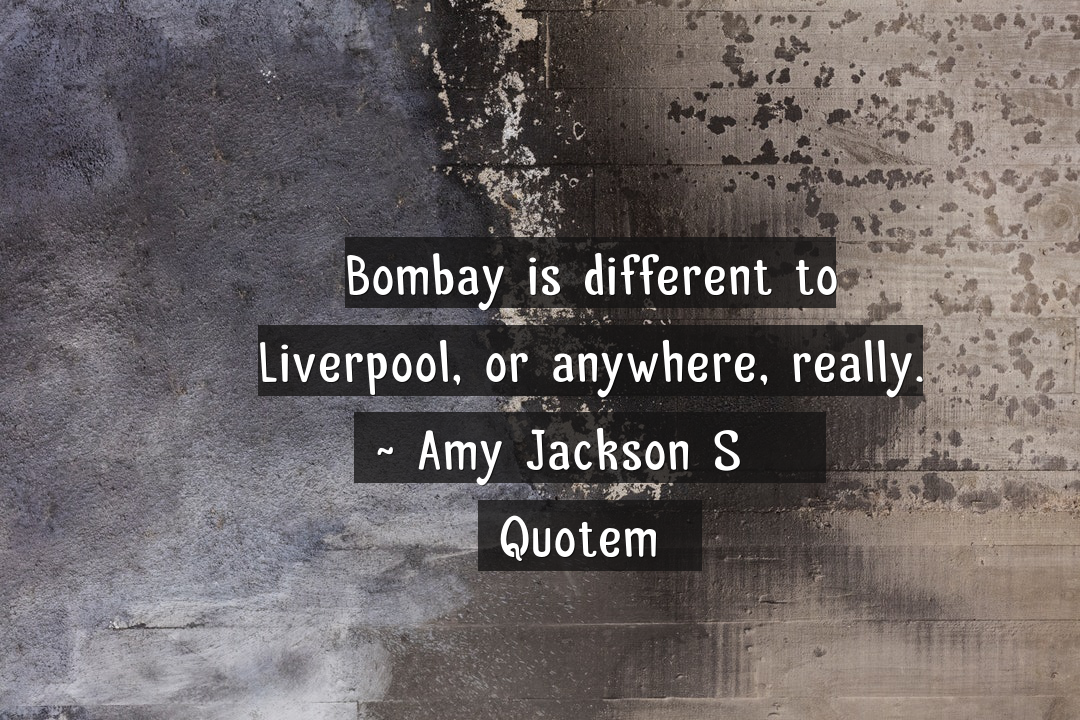 Bombay is different to
Liverpool, or anywhere, really.
~ Amy Jackson S
Quotem